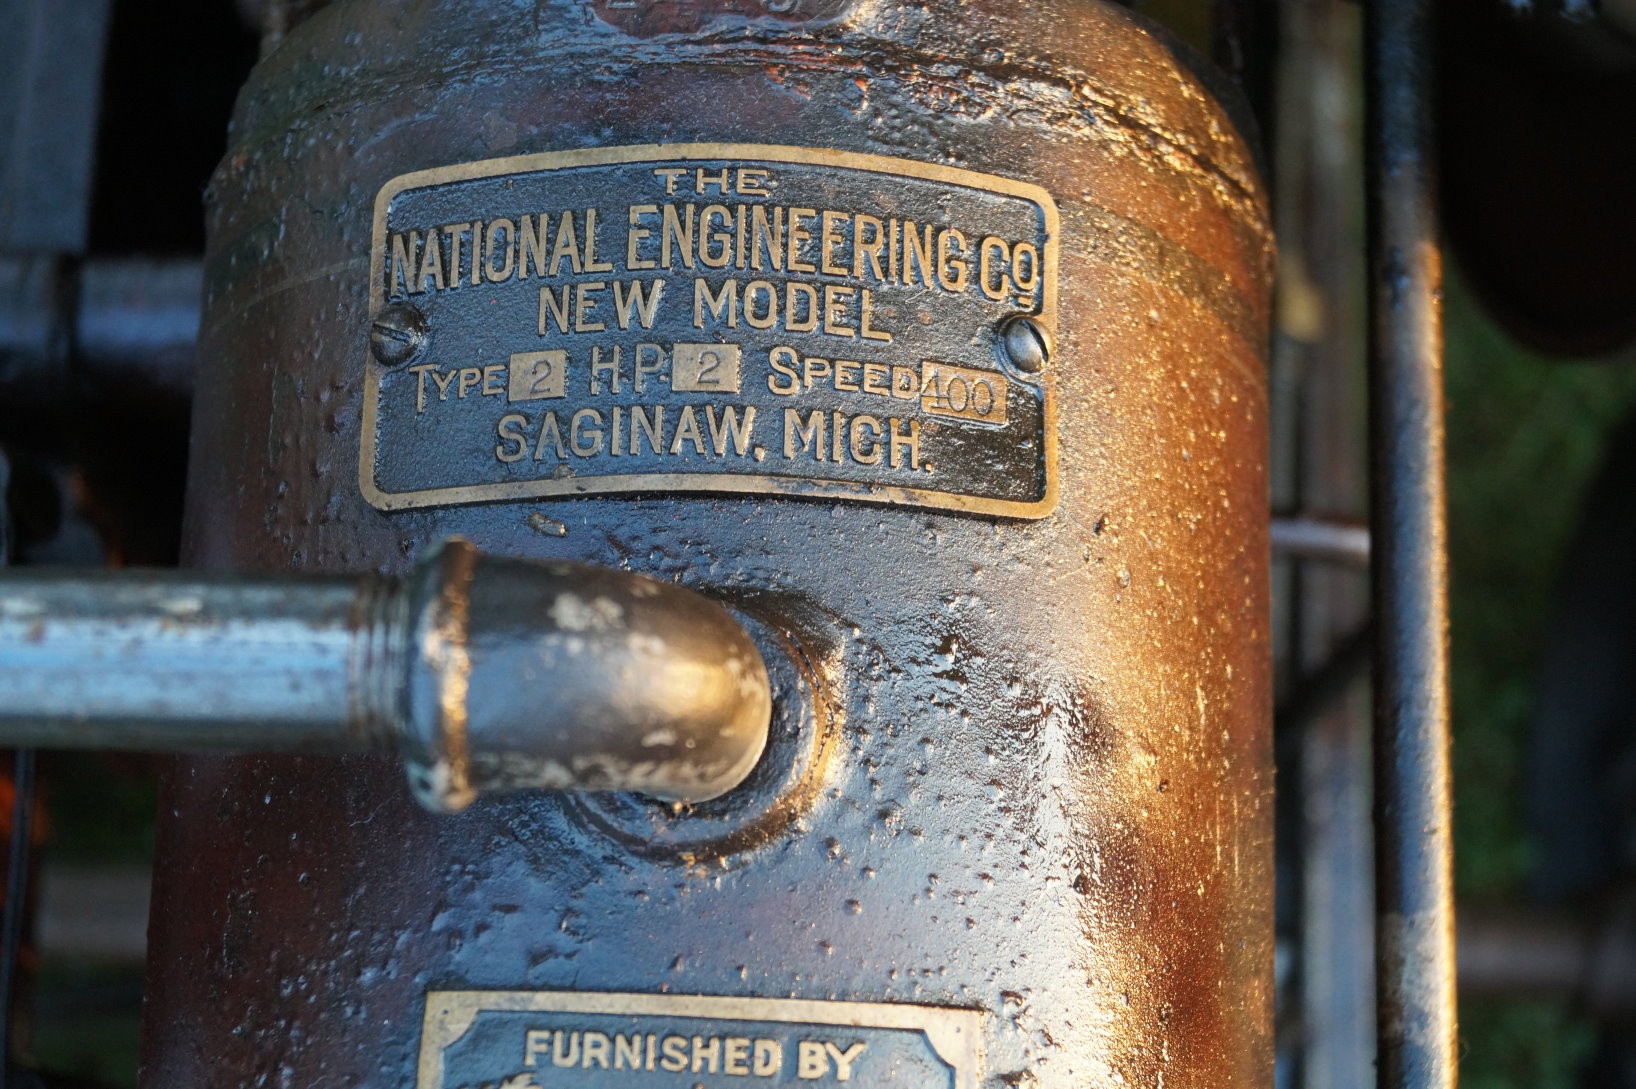 THE
NATIONAL ENGINEERING CO.
NEW MODEL
TYPE 2 H.P. 2 SPEED 400
SAGINAW, MICH.
FURNISHED BY